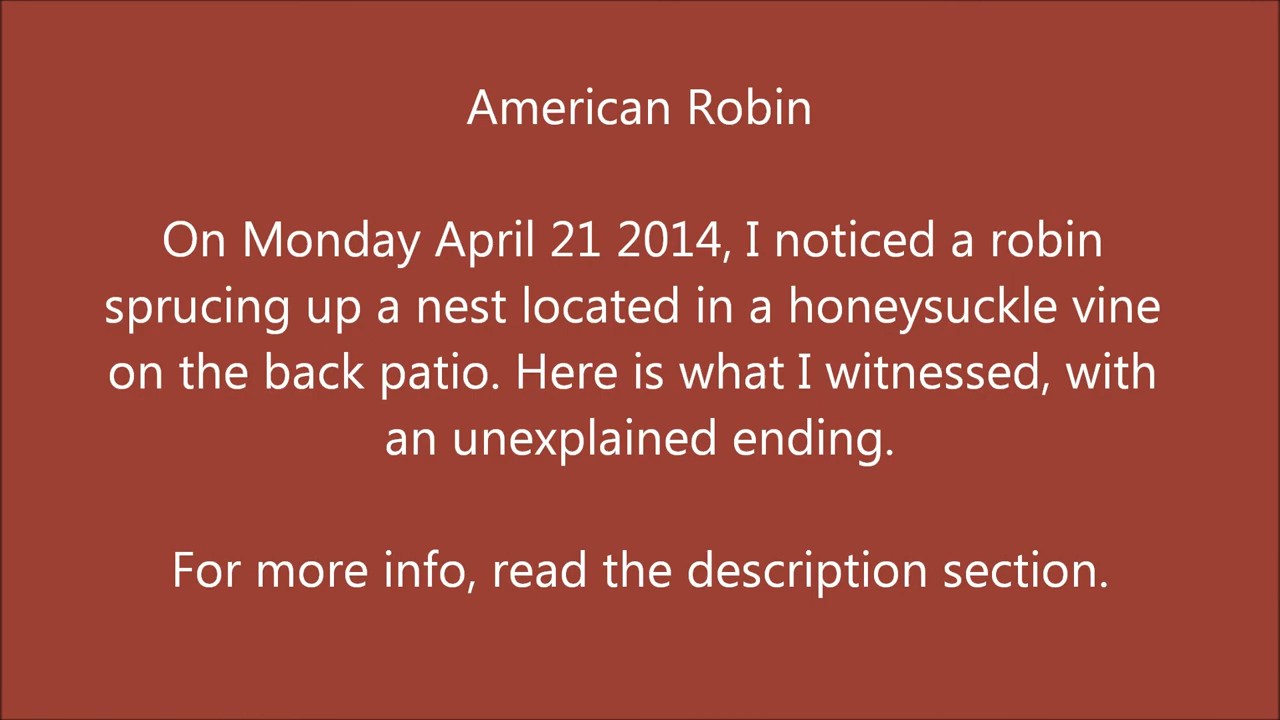 American Robin
On Monday April 21 2014, I noticed a robin
sprucing up a nest located in a honeysuckle vine
on the back patio. Here is what I witnessed, with
an unexplained ending.
For more info, read the description section.